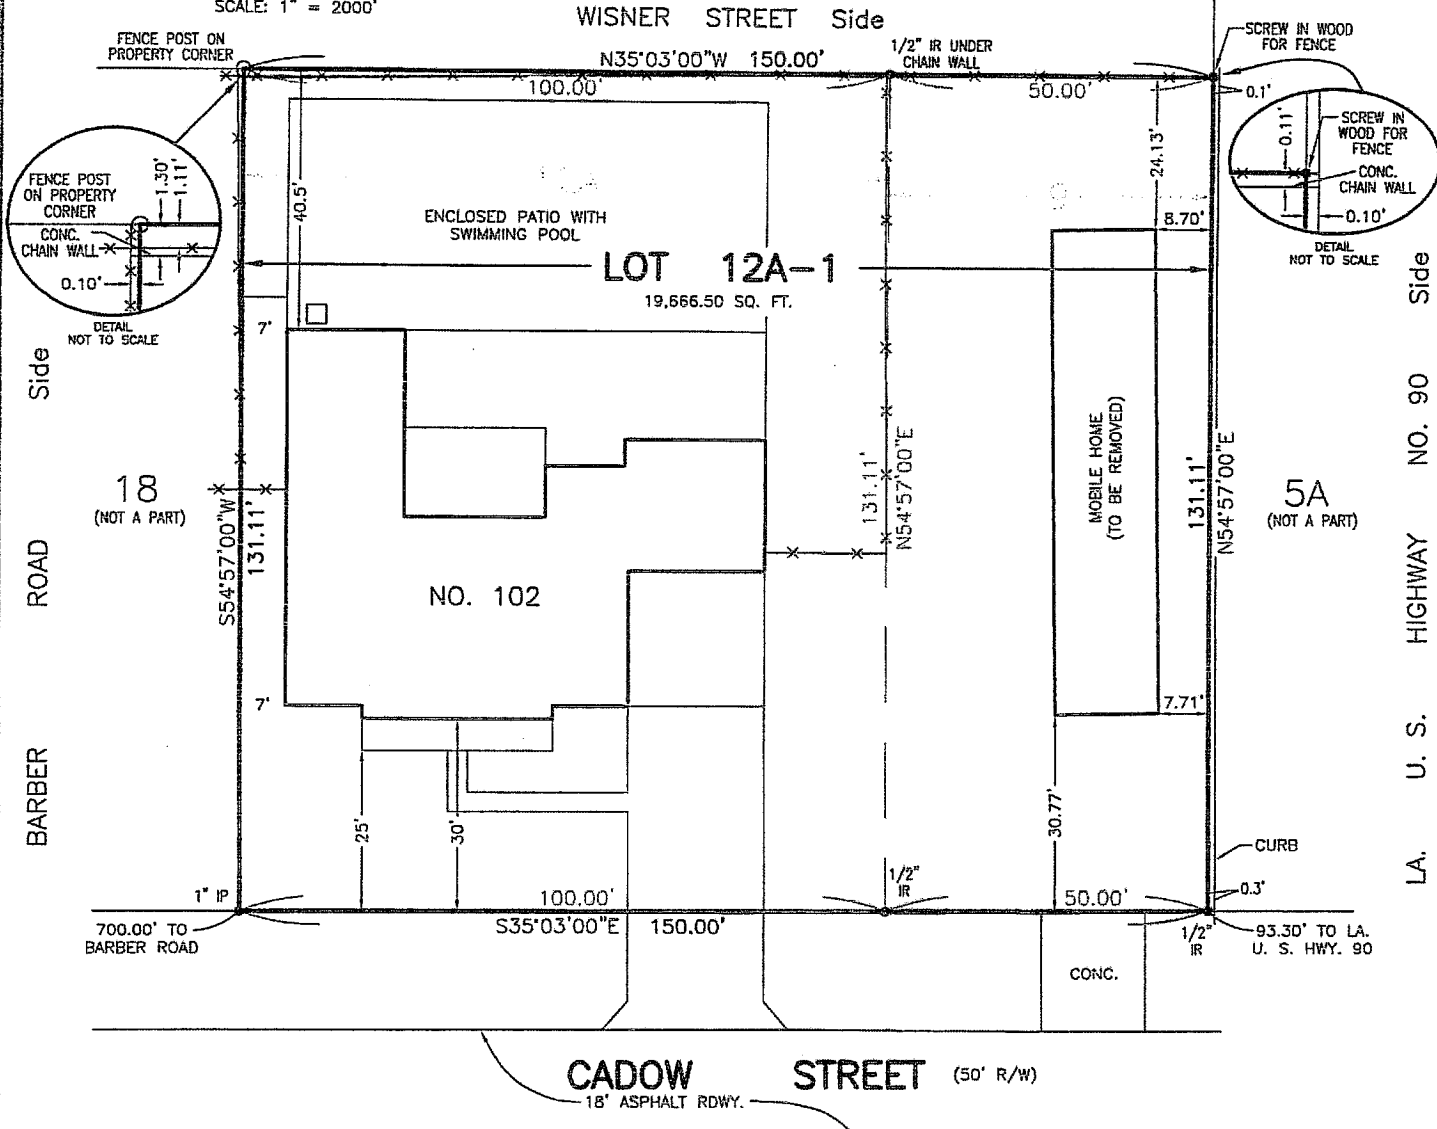 SCALE: 1" = 2000'
WISNER STREET Side
FENCE POST ON
PROPERTY CORNER
N35°03'00"W 150.00'
1/2" IR UNDER
CHAIN WALL
SCREW IN WOOD
FOR FENCE
100.00'
50.00'
0.1'
FENCE POST
ON PROPERTY
CORNER
1.30'
1.11'
CONC.
CHAIN WALL
0.10'
DETAIL
NOT TO SCALE
40.5'
ENCLOSED PATIO WITH
SWIMMING POOL
24.13'
8.70'
0.11'
SCREW IN
WOOD FOR
FENCE
CONC.
CHAIN WALL
0.10'
DETAIL
NOT TO SCALE
LOT 12A-1
19,666.50 SQ. FT.
7'
BARBER ROAD Side
18
(NOT A PART)
S54°57'00"W
131.11'
NO. 102
131.11'
N54°57'00"E
MOBILE HOME
(TO BE REMOVED)
131.11'
N54°57'00"E
5A
(NOT A PART)
LA. U. S. HIGHWAY NO. 90 Side
7'
7.71'
25'
30'
30.77'
CURB
0.3'
1" IP
100.00'
1/2"
IR
50.00'
S35°03'00"E 150.00'
700.00' TO
BARBER ROAD
1/2"
IR
93.30' TO LA.
U. S. HWY. 90
CONC.
CADOW STREET (50' R/W)
18' ASPHALT RDWY.